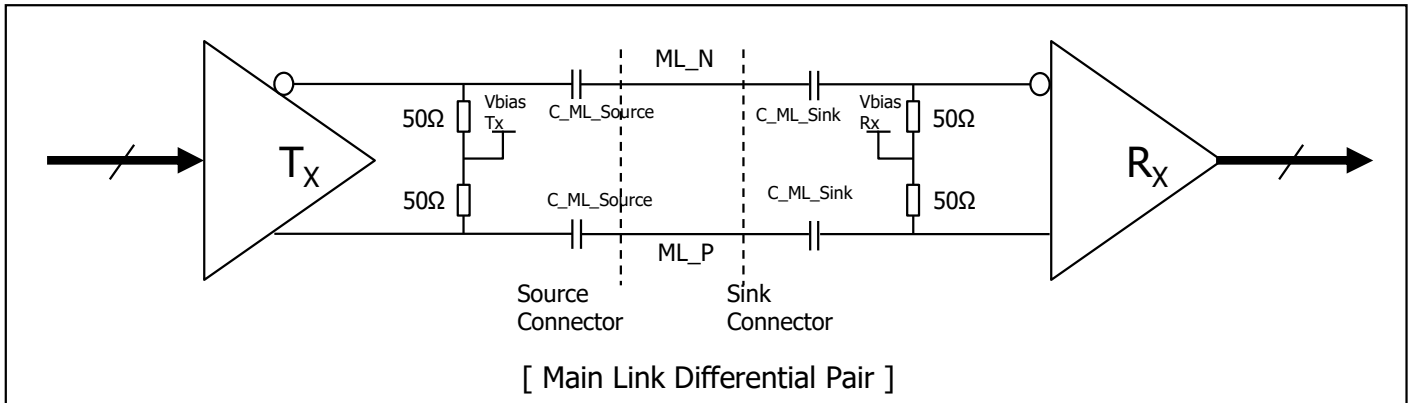 ML_N
Vbias
Tx
C_ML_Source
C_ML_Sink
Vbias
Rx
50Ω
50Ω
TX
RX
50Ω
C_ML_Source
C_ML_Sink
50Ω
ML_P
Source
Connector
Sink
Connector
[ Main Link Differential Pair ]